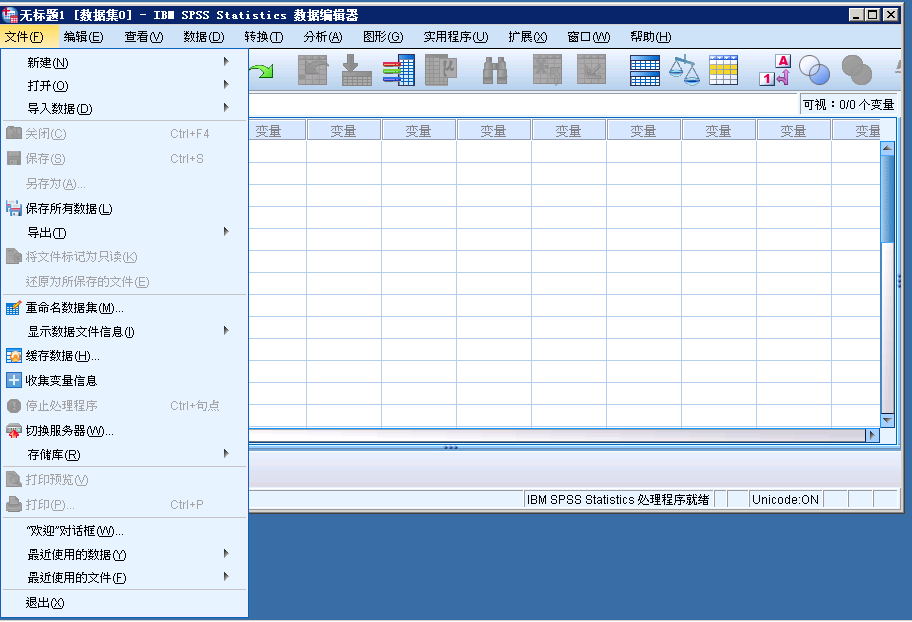 无标题1 [数据集0] - IBM SPSS Statistics 数据编辑器
文件(F) 编辑(E) 查看(V) 数据(D) 转换(T) 分析(A) 图形(G) 实用程序(U) 扩展(X) 窗口(W) 帮助(H)
新建(N)
打开(O)
导入数据(D)
关闭(C) Ctrl+F4
保存(S) Ctrl+S
另存为(A)...
保存所有数据(L)
导出(T)
将文件标记为只读(K)
还原为所保存的文件(E)
重命名数据集(M)...
显示数据文件信息(I)
缓存数据(H)...
收集变量信息
停止处理程序 Ctrl+句点
切换服务器(W)...
存储库(R)
打印预览(V)
打印(P)... Ctrl+P
“欢迎”对话框(W)...
最近使用的数据(Y)
最近使用的文件(F)
退出(X)
μ
A
1
可视：0/0 个变量
变量 变量 变量 变量 变量 变量 变量 变量 变量
IBM SPSS Statistics 处理程序就绪 Unicode:ON